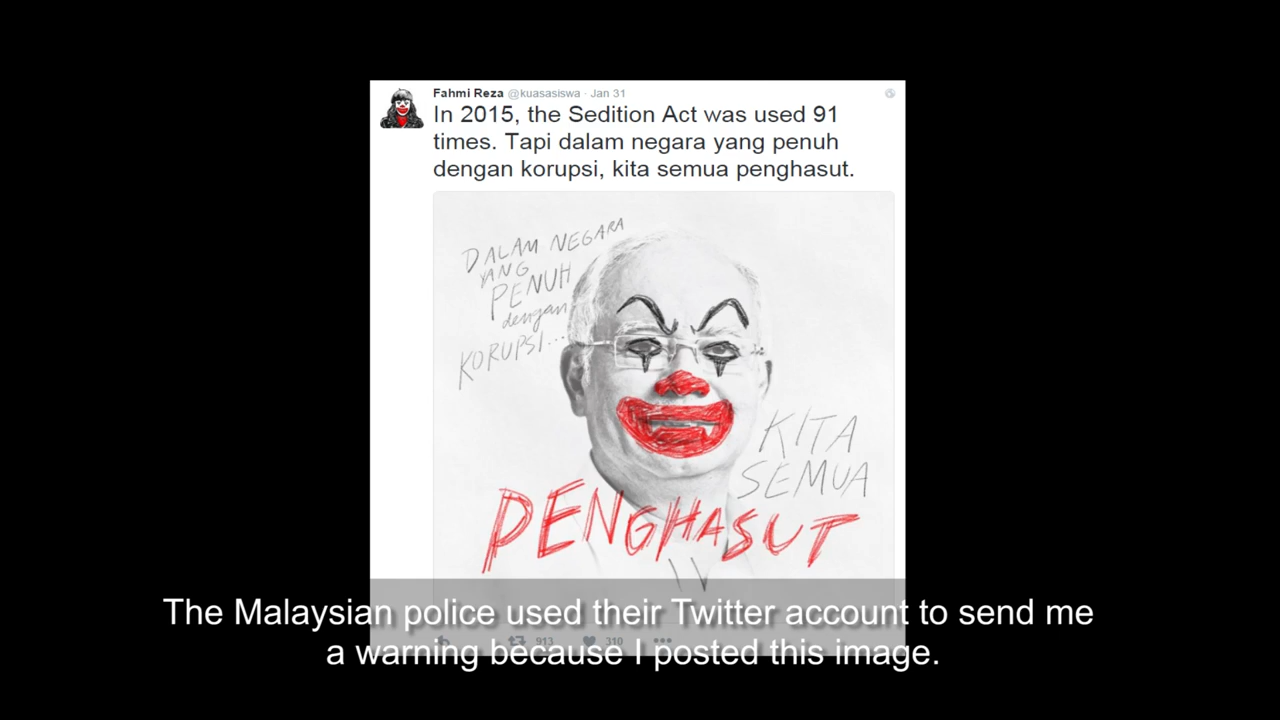 Fahmi Reza @kuasasiswa · Jan 31
In 2015, the Sedition Act was used 91
times. Tapi dalam negara yang penuh
dengan korupsi, kita semua penghasut.
DALAM NEGARA
YANG
PENUH
dengan
KORUPSI...
KITA
SEMUA
PENGHASUT
The Malaysian police used their Twitter account to send me
a warning because I posted this image.
913
310